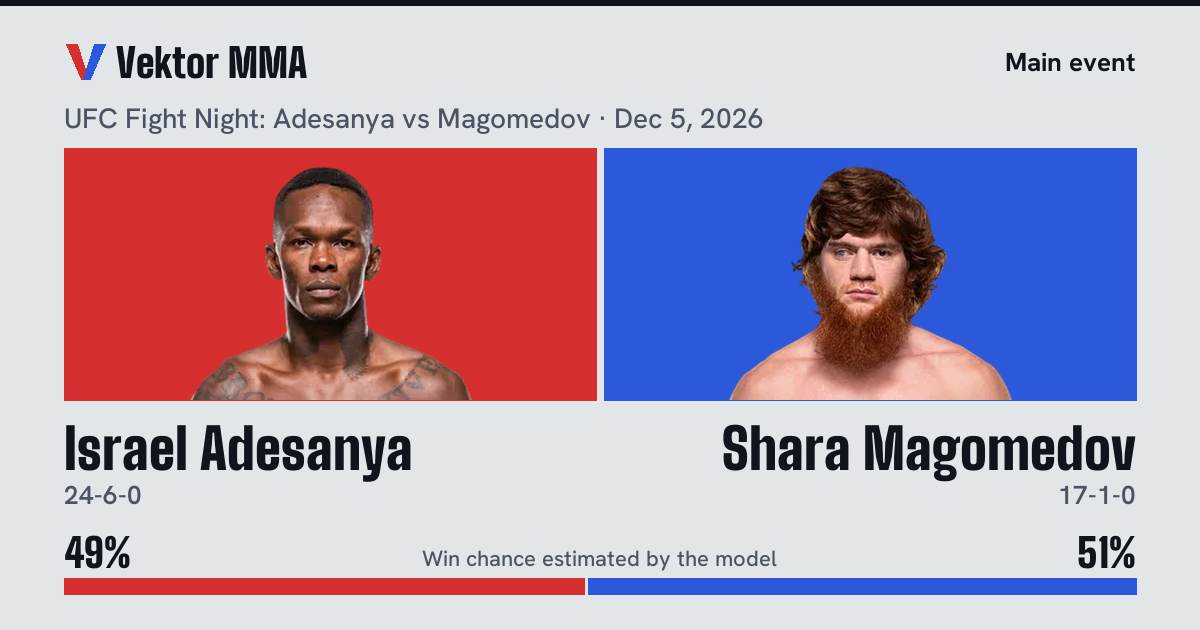 Vektor MMA
Main event
UFC Fight Night: Adesanya vs Magomedov · Dec 5, 2026
Israel Adesanya
Shara Magomedov
24-6-0
17-1-0
49%
Win chance estimated by the model
51%